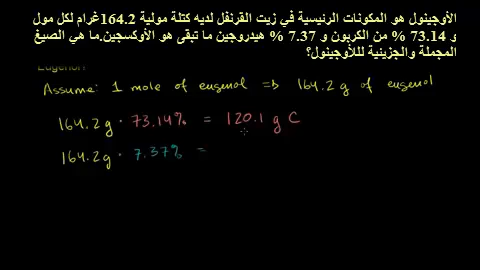 الأوجينول هو المكونات الرئيسية في زيت القرنفل لديه كتلة مولية 164.2غرام لكل مول
و 73.14 % من الكربون و 7.37 % هيدروجين ما تبقى هو الأوكسجين.ما هي الصيغ
المجملة والجزينية لللأوجينول؟
Eugenol?
Assume: 1 mole of eugenol => 164.2 g of eugenol
164.2g · 73.14% = 120.1 g C
164.2g · 7.37% =